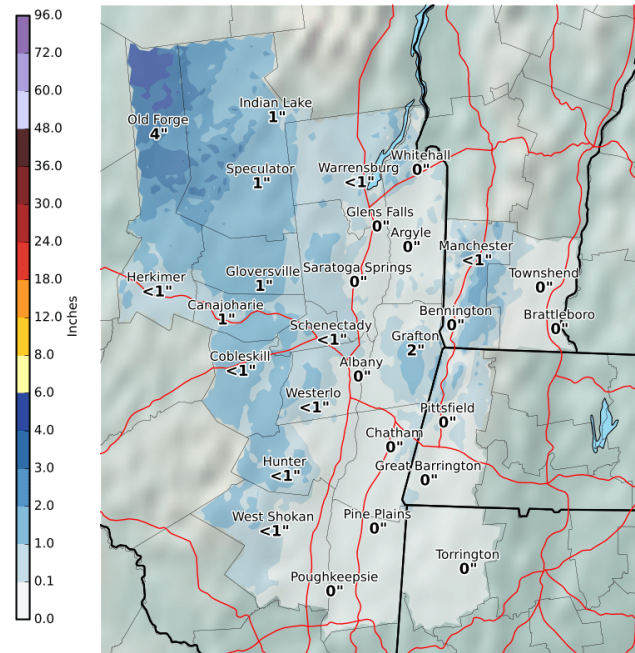 96.0
72.0
60.0
48.0
36.0
30.0
24.0
18.0
12.0
8.0
6.0
4.0
3.0
2.0
1.0
0.1
0.0
Inches
Old Forge
4"
Indian Lake
1"
Speculator
1"
Warrensburg
<1"
Whitehall
0"
Glens Falls
0"
Argyle
0"
Manchester
<1"
Townshend
0"
Herkimer
<1"
Gloversville
1"
Saratoga Springs
0"
Canajoharie
1"
Schenectady
<1"
Bennington
0"
Brattleboro
0"
Grafton
2"
Cobleskill
<1"
Albany
0"
Westerlo
<1"
Pittsfield
0"
Chatham
0"
Hunter
<1"
Great Barrington
0"
West Shokan
<1"
Pine Plains
0"
Torrington
0"
Poughkeepsie
0"